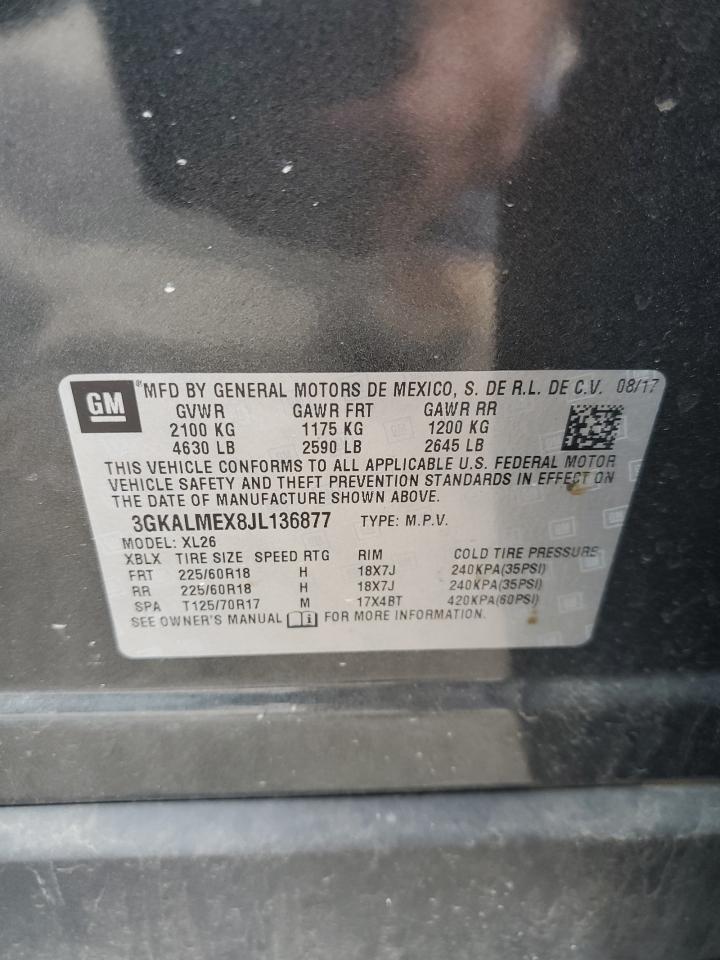 GM ® MFD BY GENERAL MOTORS DE MEXICO, S. DE R.L. DE C.V. 08/17
GVWR GAWR FRT GAWR RR
2100 KG 1175 KG 1200 KG
4630 LB 2590 LB 2645 LB
THIS VEHICLE CONFORMS TO ALL APPLICABLE U.S. FEDERAL MOTOR
VEHICLE SAFETY AND THEFT PREVENTION STANDARDS IN EFFECT ON
THE DATE OF MANUFACTURE SHOWN ABOVE.
3GKALMEX8JL136877 TYPE: M.P.V.
MODEL: XL26
XBLX TIRE SIZE SPEED RTG RIM COLD TIRE PRESSURE
FRT 225/60R18 H 18X7J 240KPA(35PSI)
RR 225/60R18 H 18X7J 240KPA(35PSI)
SPA T125/70R17 M 17X4BT 420KPA(60PSI)
SEE OWNER'S MANUAL FOR MORE INFORMATION.